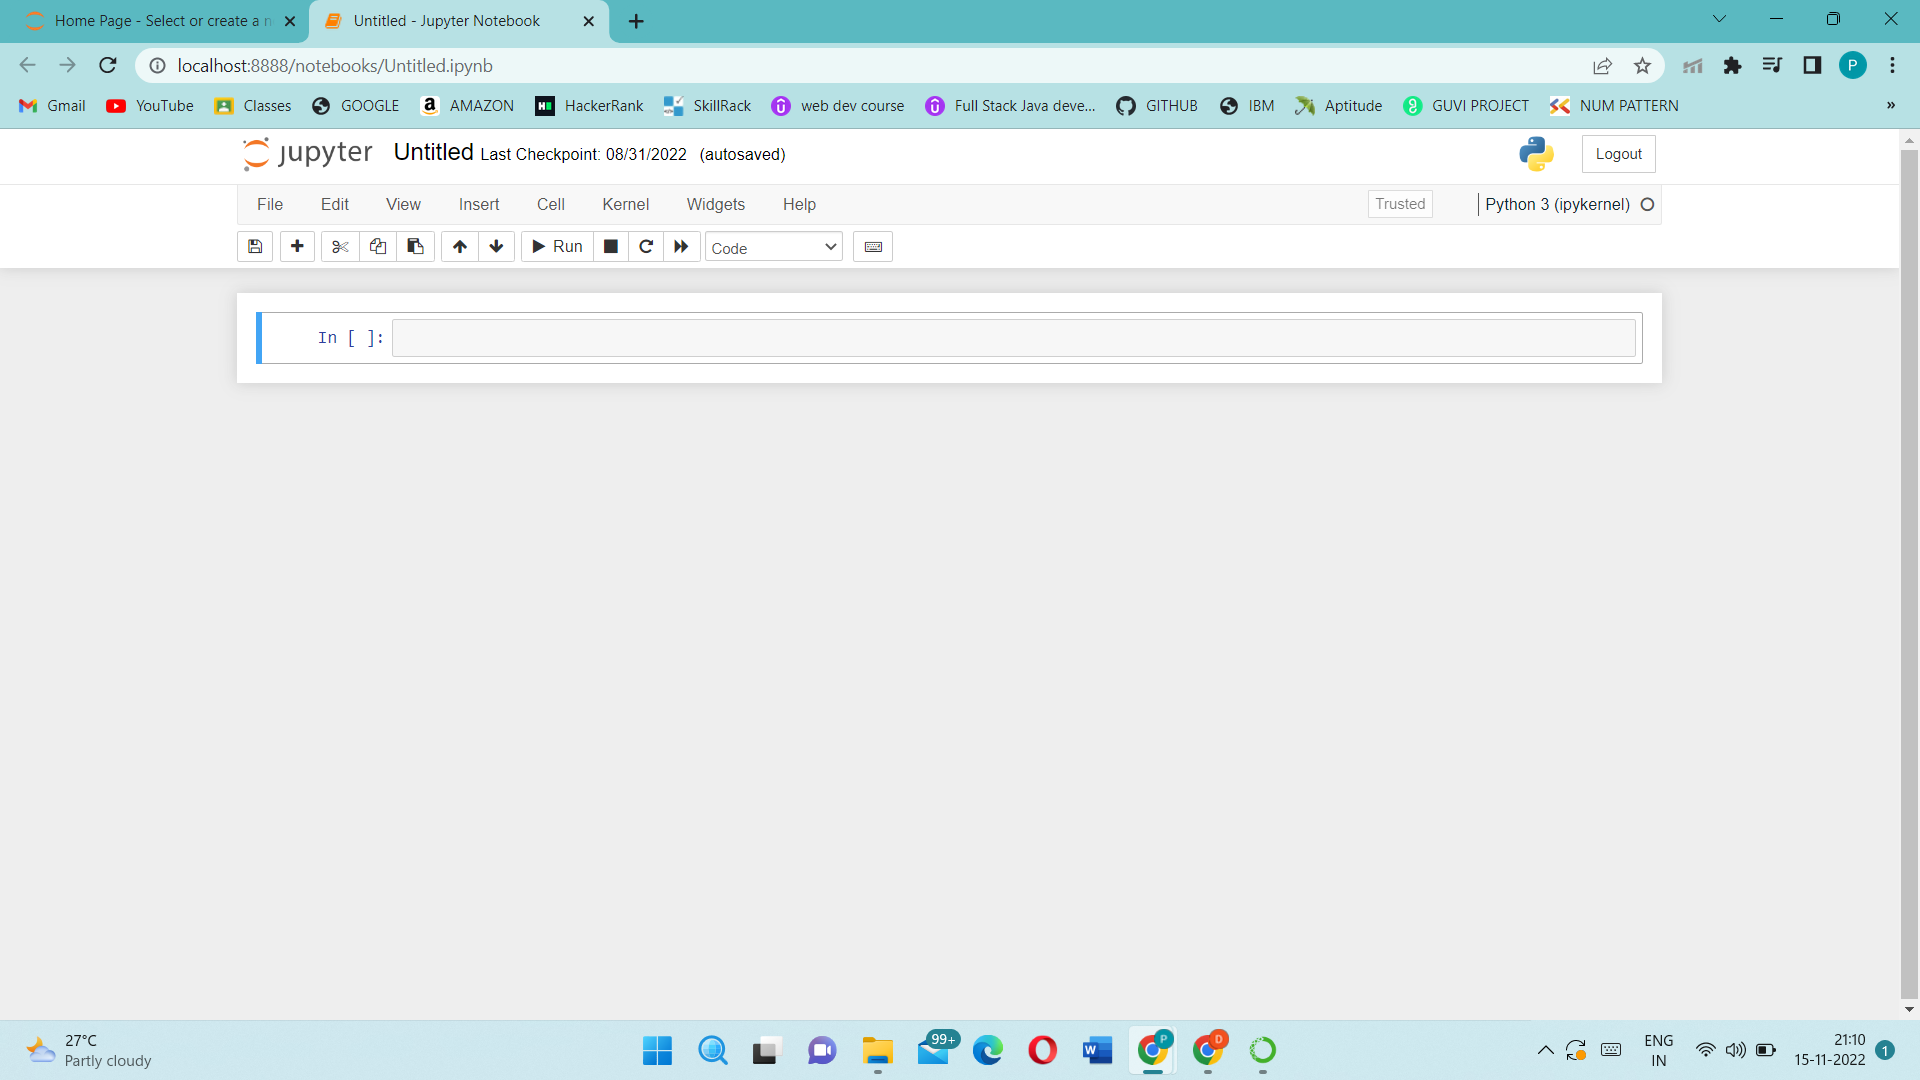 Home Page - Select or create a n
Untitled - Jupyter Notebook
localhost:8888/notebooks/Untitled.ipynb
P
Gmail
YouTube
Classes
GOOGLE
AMAZON
HackerRank
SkillRack
web dev course
Full Stack Java deve...
GITHUB
IBM
Aptitude
GUVI PROJECT
NUM PATTERN
»
jupyter Untitled Last Checkpoint: 08/31/2022 (autosaved)
Logout
File Edit View Insert Cell Kernel Widgets Help
Trusted
Python 3 (ipykernel)
Run
Code
In [ ]:
27°C
Partly cloudy
99+
W
P
D
ENG
IN
21:10
15-11-2022
1